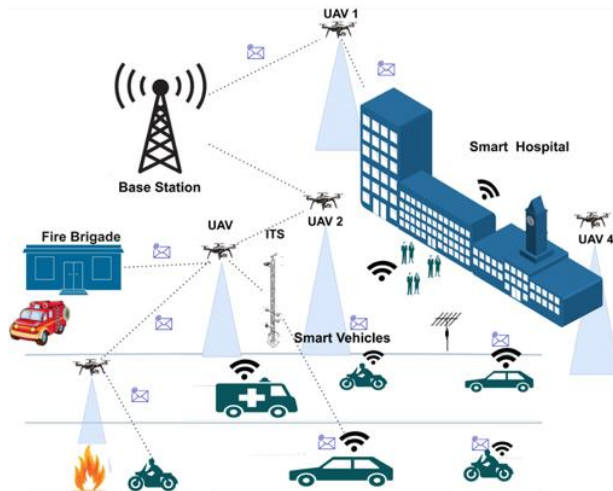 UAV 1
Base Station
Smart Hospital
UAV 2
UAV
ITS
Fire Brigade
UAV 4
Smart Vehicles